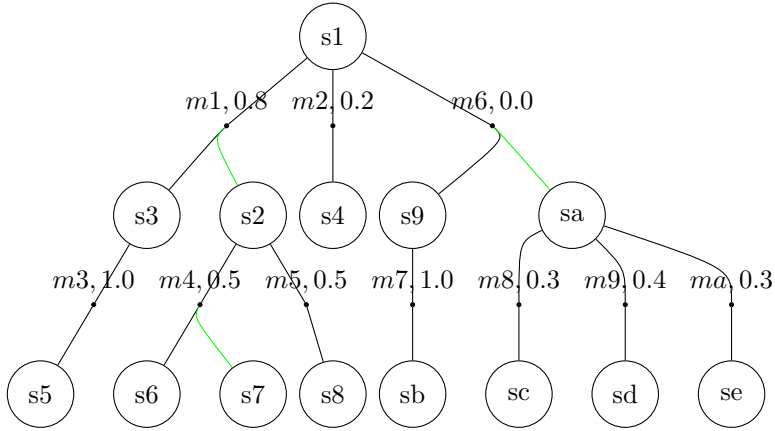 s1
m1, 0.8 m2, 0.2 m6, 0.0
s3 s2 s4 s9 sa
m3, 1.0 m4, 0.5 m5, 0.5 m7, 1.0 m8, 0.3 m9, 0.4 ma, 0.3
s5 s6 s7 s8 sb sc sd se